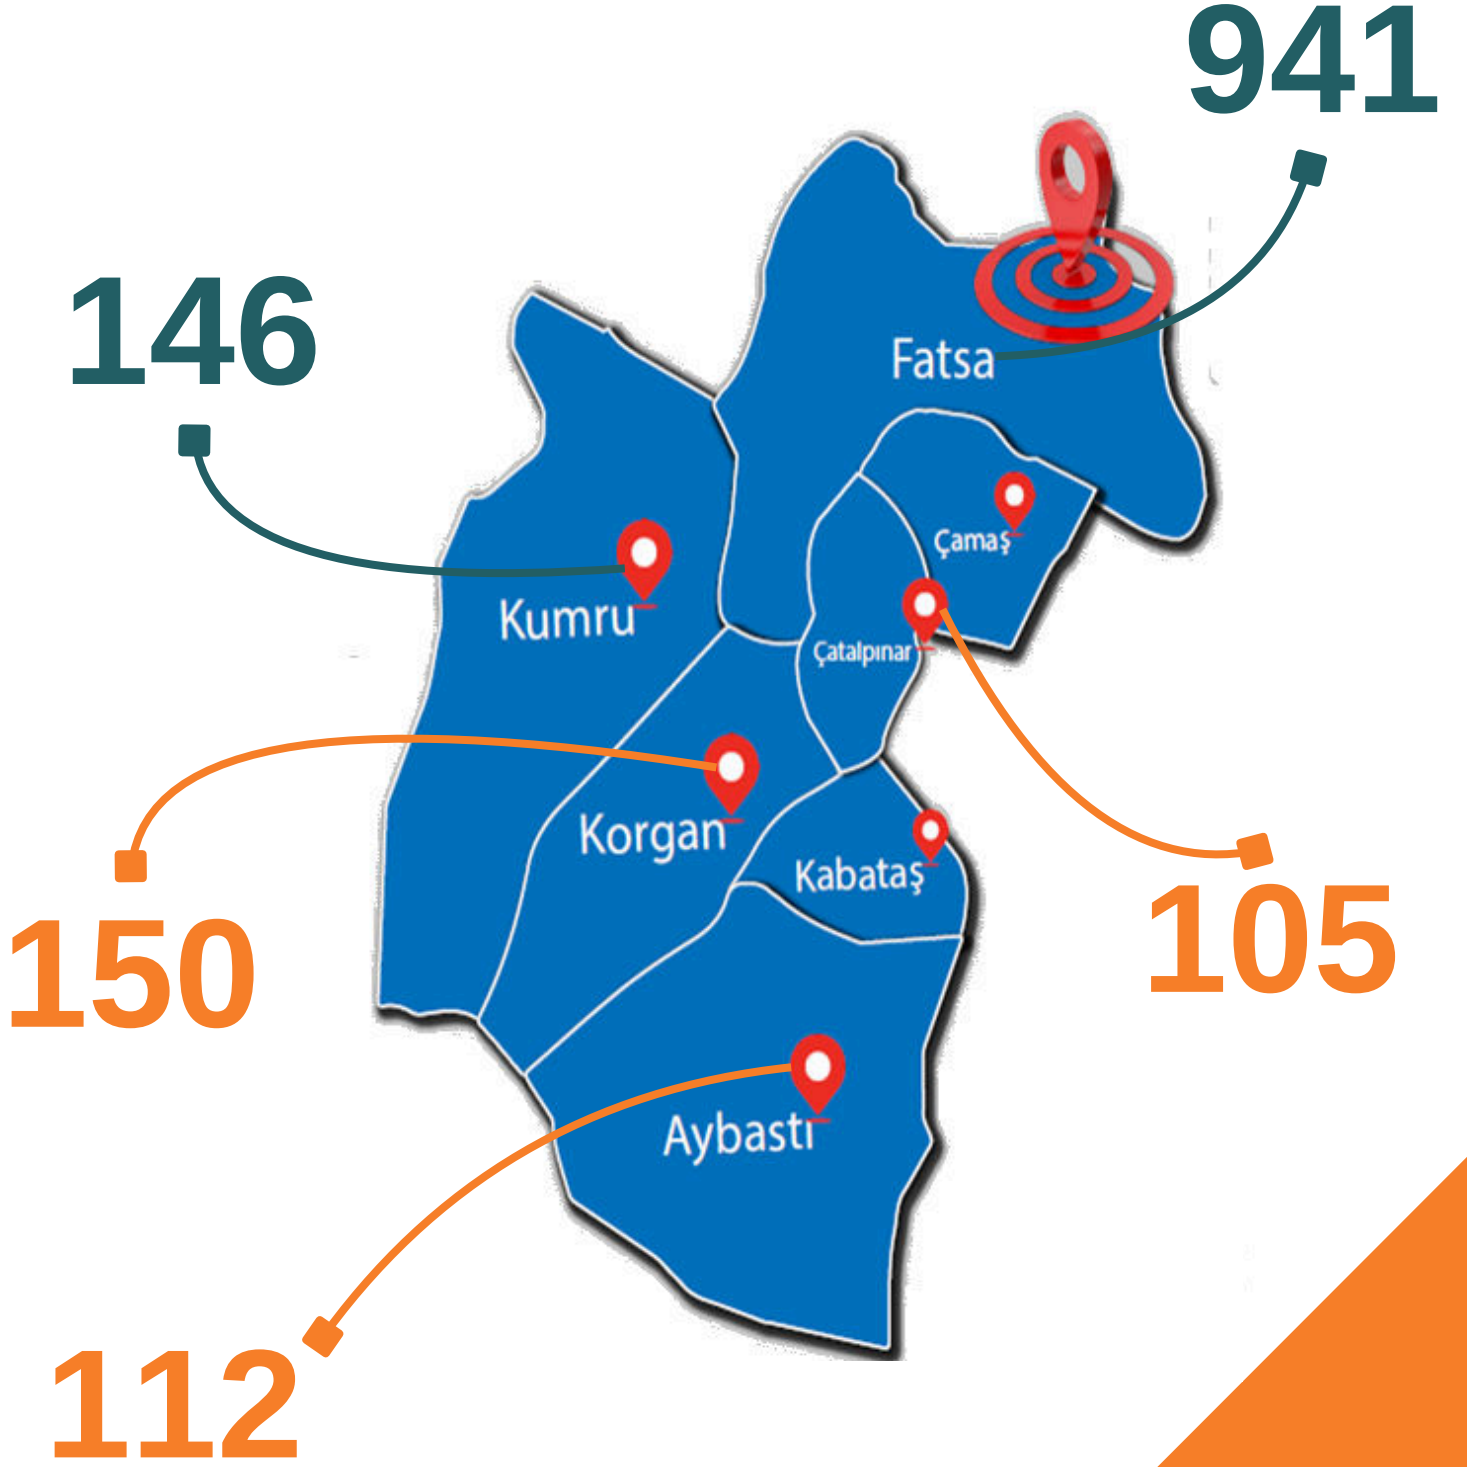 941
146
Fatsa
Çamaş
Kumru
Çatalpınar
Korgan
Kabataş
105
150
Aybastı
112